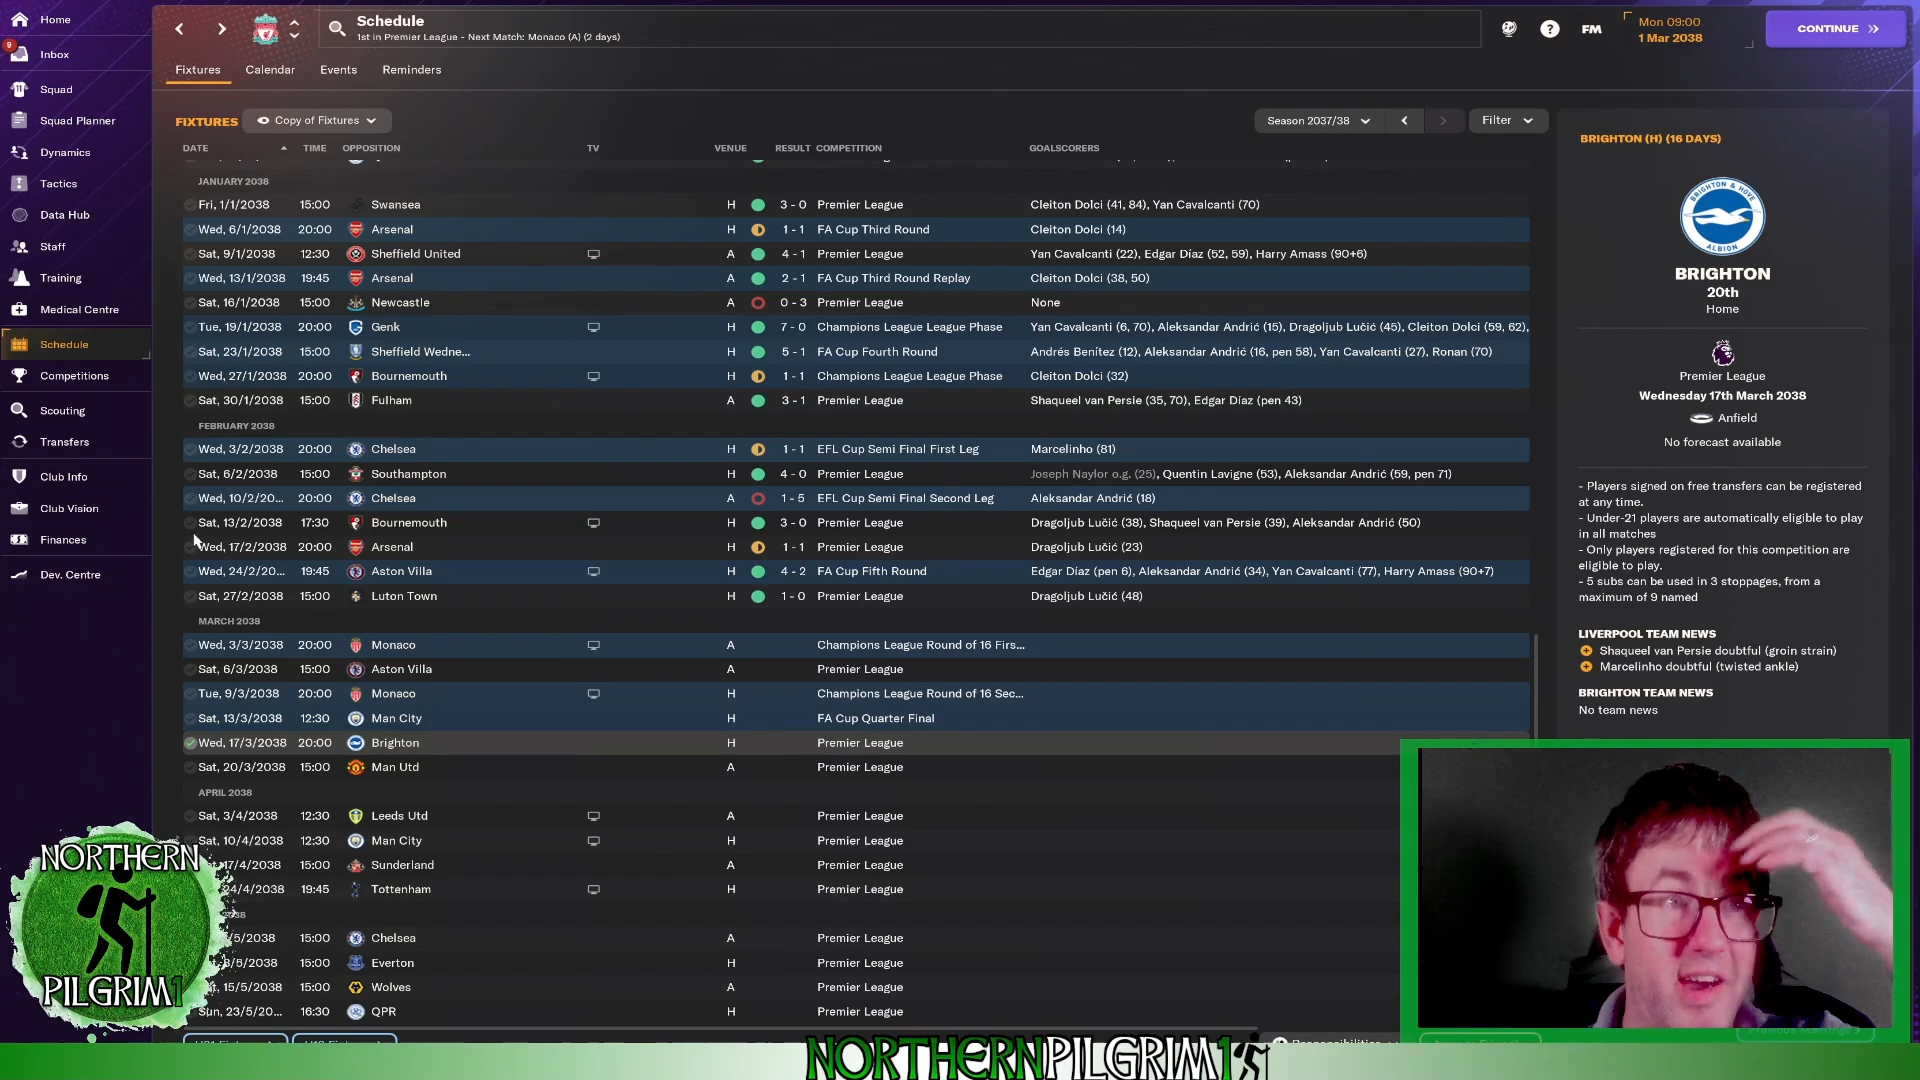 Home
9
Inbox
Squad
Squad Planner
Dynamics
Tactics
Data Hub
Staff
Training
Medical Centre
Schedule
Competitions
Scouting
Transfers
Club Info
Club Vision
Finances
Dev. Centre
Schedule
1st in Premier League - Next Match: Monaco (A) (2 days)
FM
Mon 09:00
1 Mar 2038
CONTINUE
Fixtures Calendar Events Reminders
FIXTURES Copy of Fixtures Season 2037/38 Filter
DATE TIME OPPOSITION TV VENUE RESULT COMPETITION GOALSCORERS
JANUARY 2038
Fri, 1/1/2038 15:00 Swansea H 3 - 0 Premier League Cleiton Dolci (41, 84), Yan Cavalcanti (70)
Wed, 6/1/2038 20:00 Arsenal H 1 - 1 FA Cup Third Round Cleiton Dolci (14)
Sat, 9/1/2038 12:30 Sheffield United A 4 - 1 Premier League Yan Cavalcanti (22), Edgar Díaz (52, 59), Harry Amass (90+6)
Wed, 13/1/2038 19:45 Arsenal A 2 - 1 FA Cup Third Round Replay Cleiton Dolci (38, 50)
Sat, 16/1/2038 15:00 Newcastle A 0 - 3 Premier League None
Tue, 19/1/2038 20:00 Genk H 7 - 0 Champions League League Phase Yan Cavalcanti (6, 70), Aleksandar Andrić (15), Dragoljub Lučić (45), Cleiton Dolci (59, 62),
Sat, 23/1/2038 15:00 Sheffield Wedne... H 5 - 1 FA Cup Fourth Round Andrés Benítez (12), Aleksandar Andrić (16, pen 58), Yan Cavalcanti (27), Ronan (70)
Wed, 27/1/2038 20:00 Bournemouth H 1 - 1 Champions League League Phase Cleiton Dolci (32)
Sat, 30/1/2038 15:00 Fulham A 3 - 1 Premier League Shaqueel van Persie (35, 70), Edgar Díaz (pen 43)
FEBRUARY 2038
Wed, 3/2/2038 20:00 Chelsea H 1 - 1 EFL Cup Semi Final First Leg Marcelinho (81)
Sat, 6/2/2038 15:00 Southampton H 4 - 0 Premier League Joseph Naylor o.g. (25), Quentin Lavigne (53), Aleksandar Andrić (59, pen 71)
Wed, 10/2/20... 20:00 Chelsea A 1 - 5 EFL Cup Semi Final Second Leg Aleksandar Andrić (18)
Sat, 13/2/2038 17:30 Bournemouth H 3 - 0 Premier League Dragoljub Lučić (38), Shaqueel van Persie (39), Aleksandar Andrić (50)
Wed, 17/2/2038 20:00 Arsenal H 1 - 1 Premier League Dragoljub Lučić (23)
Wed, 24/2/20... 19:45 Aston Villa H 4 - 2 FA Cup Fifth Round Edgar Díaz (pen 6), Aleksandar Andrić (34), Yan Cavalcanti (77), Harry Amass (90+7)
Sat, 27/2/2038 15:00 Luton Town H 1 - 0 Premier League Dragoljub Lučić (48)
MARCH 2038
Wed, 3/3/2038 20:00 Monaco A Champions League Round of 16 Firs...
Sat, 6/3/2038 15:00 Aston Villa A Premier League
Tue, 9/3/2038 20:00 Monaco H Champions League Round of 16 Sec...
Sat, 13/3/2038 12:30 Man City H FA Cup Quarter Final
Wed, 17/3/2038 20:00 Brighton H Premier League
Sat, 20/3/2038 15:00 Man Utd A Premier League
APRIL 2038
Sat, 3/4/2038 12:30 Leeds Utd A Premier League
Sat, 10/4/2038 12:30 Man City H Premier League
17/4/2038 15:00 Sunderland A Premier League
24/4/2038 19:45 Tottenham H Premier League
/5/2038 15:00 Chelsea A Premier League
/5/2038 15:00 Everton H Premier League
15/5/2038 15:00 Wolves A Premier League
Sun, 23/5/20... 16:30 QPR H Premier League
BRIGHTON (H) (16 DAYS)
BRIGHTON & HOVE
ALBION
BRIGHTON
20th
Home
Premier League
Wednesday 17th March 2038
Anfield
No forecast available
- Players signed on free transfers can be registered
at any time.
- Under-21 players are automatically eligible to play
in all matches
- Only players registered for this competition are
eligible to play.
- 5 subs can be used in 3 stoppages, from a
maximum of 9 named
LIVERPOOL TEAM NEWS
Shaqueel van Persie doubtful (groin strain)
Marcelinho doubtful (twisted ankle)
BRIGHTON TEAM NEWS
No team news
NORTHERN
PILGRIM1
NORTHERNPILGRIM1